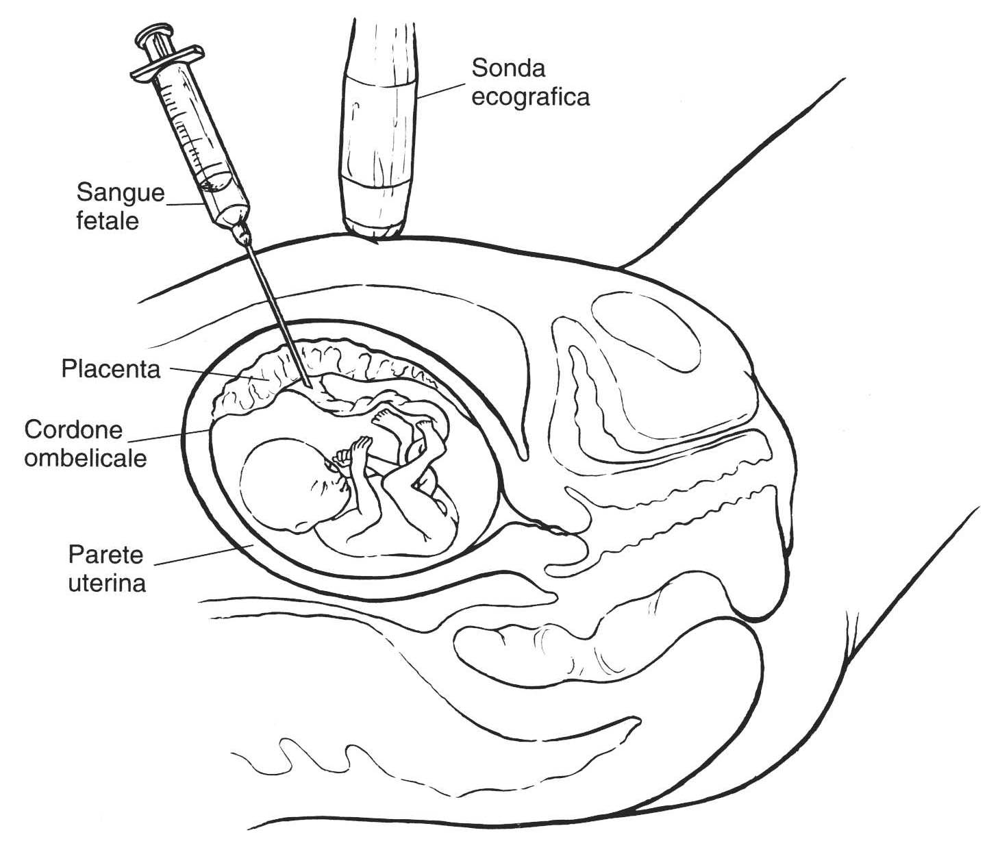 Sonda
ecografica
Sangue
fetale
Placenta
Cordone
ombelicale
Parete
uterina